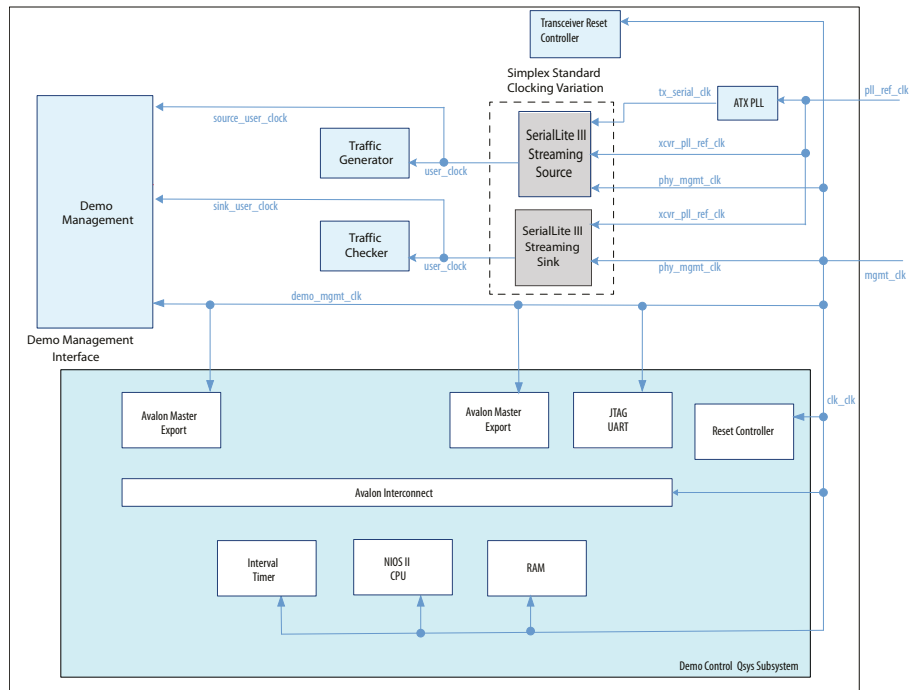 Transceiver Reset
Controller
Simplex Standard
Clocking Variation
tx_serial_clk
ATX PLL
pll_ref_clk
source_user_clock
SerialLite III
Streaming
Source
Traffic
Generator
user_clock
xcvr_pll_ref_clk
phy_mgmt_clk
Demo
Management
sink_user_clock
xcvr_pll_ref_clk
SerialLite III
Streaming
Sink
Traffic
Checker
user_clock
phy_mgmt_clk
mgmt_clk
demo_mgmt_clk
Demo Management
Interface
clk_clk
Avalon Master
Export
Avalon Master
Export
JTAG
UART
Reset Controller
Avalon Interconnect
Interval
Timer
NIOS II
CPU
RAM
Demo Control Qsys Subsystem